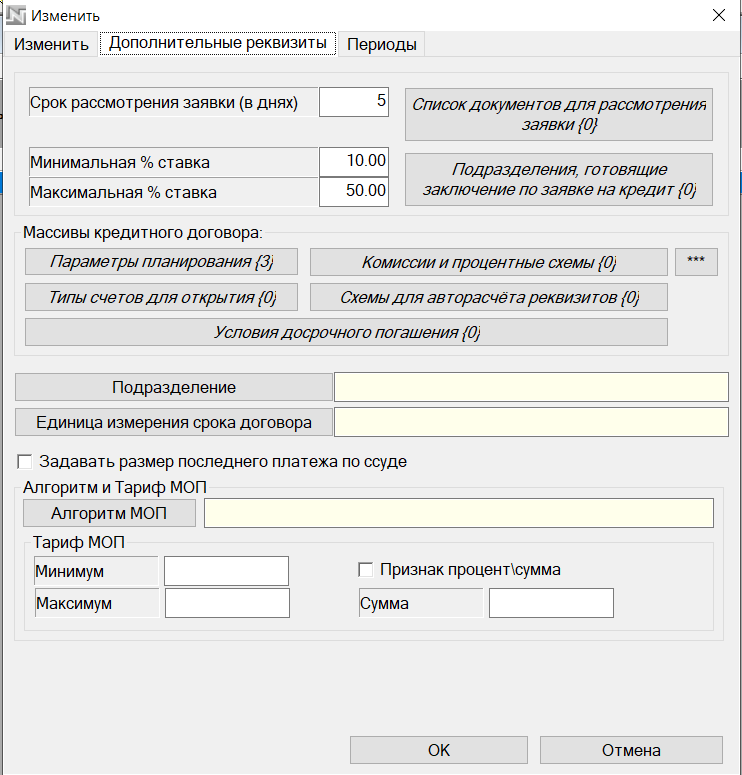 Изменить
Изменить Дополнительные реквизиты Периоды
Срок рассмотрения заявки (в днях) 5
Список документов для рассмотрения
заявки {0}
Минимальная % ставка 10.00
Максимальная % ставка 50.00
Подразделения, готовящие
заключение по заявке на кредит {0}
Массивы кредитного договора:
Параметры планирования {3} Комиссии и процентные схемы {0} ***
Типы счетов для открытия {0} Схемы для авторасчёта реквизитов {0}
Условия досрочного погашения {0}
Подразделение
Единица измерения срока договора
Задавать размер последнего платежа по ссуде
Алгоритм и Тариф МОП
Алгоритм МОП
Тариф МОП
Минимум Признак процент\сумма
Максимум Сумма
OK Отмена